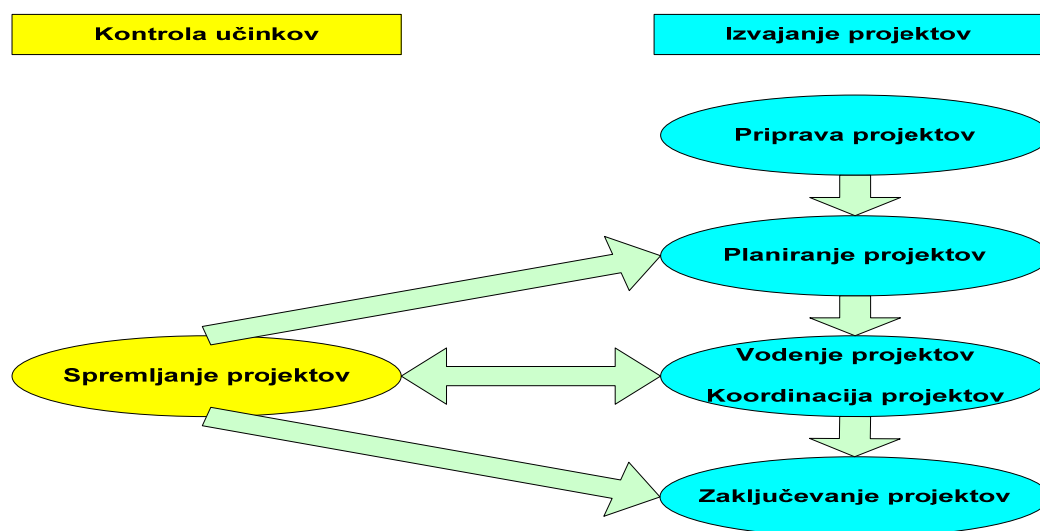 Kontrola učinkov
Izvajanje projektov
Priprava projektov
Planiranje projektov
Spremljanje projektov
Vodenje projektov
Koordinacija projektov
Zaključevanje projektov